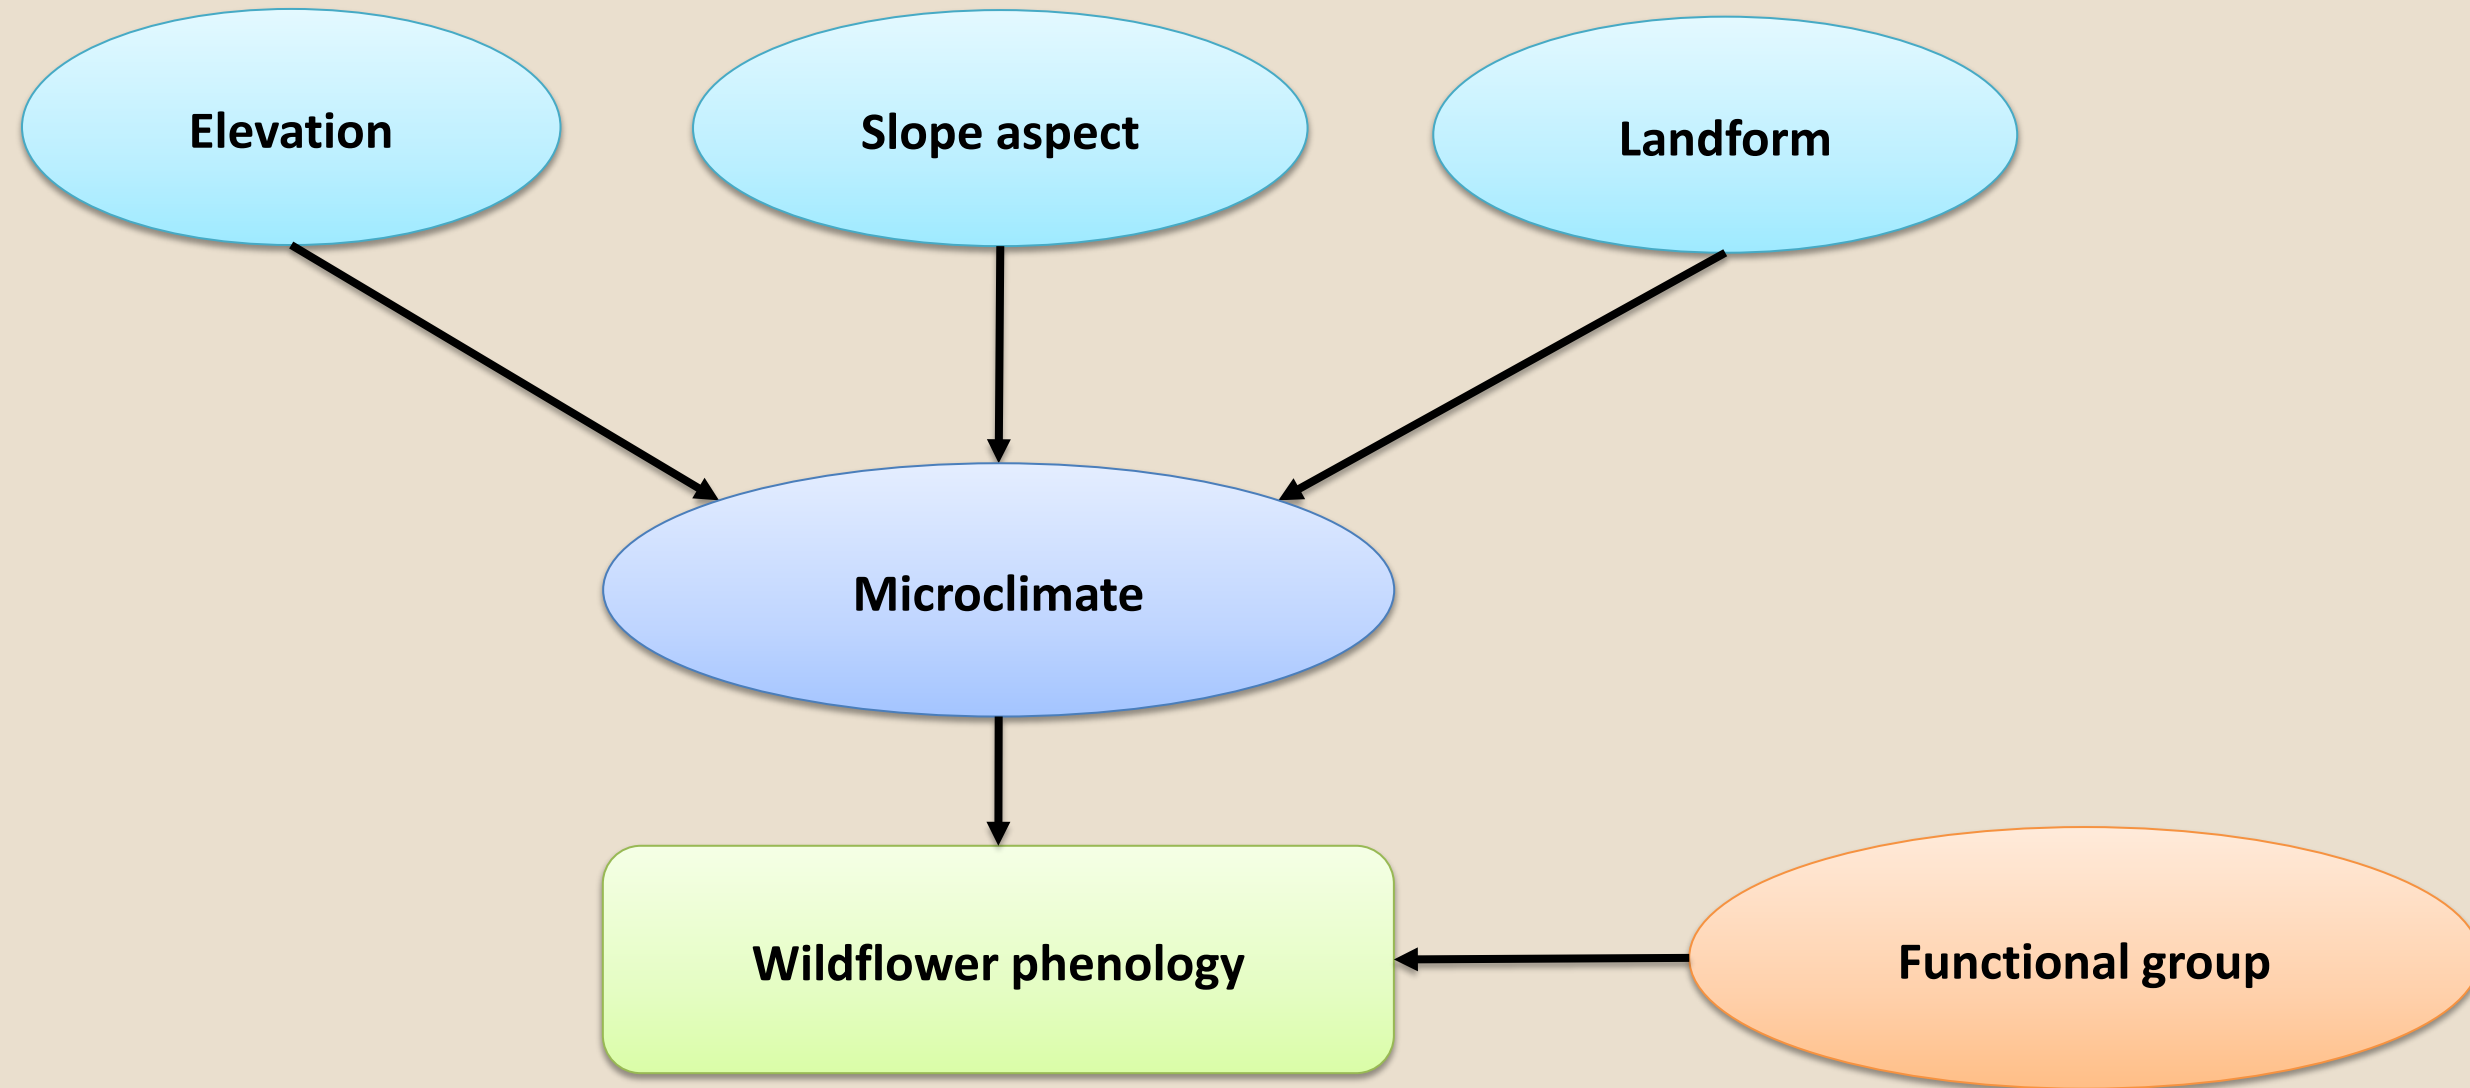 Elevation
Slope aspect
Landform
Microclimate
Wildflower phenology
Functional group